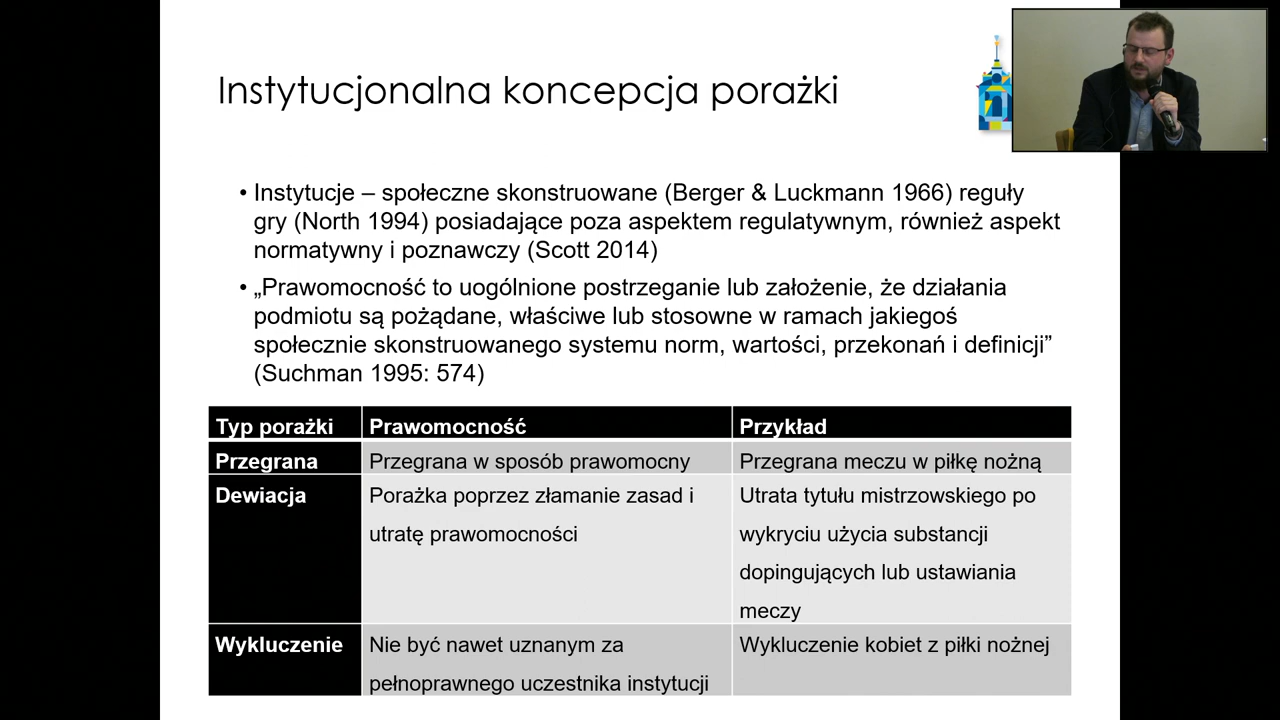 Instytucjonalna koncepcja porażki
• Instytucje – społeczne skonstruowane (Berger & Luckmann 1966) reguły
gry (North 1994) posiadające poza aspektem regulatywnym, również aspekt
normatywny i poznawczy (Scott 2014)
• „Prawomocność to uogólnione postrzeganie lub założenie, że działania
podmiotu są pożądane, właściwe lub stosowne w ramach jakiegoś
społecznie skonstruowanego systemu norm, wartości, przekonań i definicji”
(Suchman 1995: 574)
Typ porażki Prawomocność Przykład
Przegrana Przegrana w sposób prawomocny Przegrana meczu w piłkę nożną
Dewiacja Porażka poprzez złamanie zasad i Utrata tytułu mistrzowskiego po
utratę prawomocności wykryciu użycia substancji
dopingujących lub ustawiania
meczy
Wykluczenie Nie być nawet uznanym za Wykluczenie kobiet z piłki nożnej
pełnoprawnego uczestnika instytucji